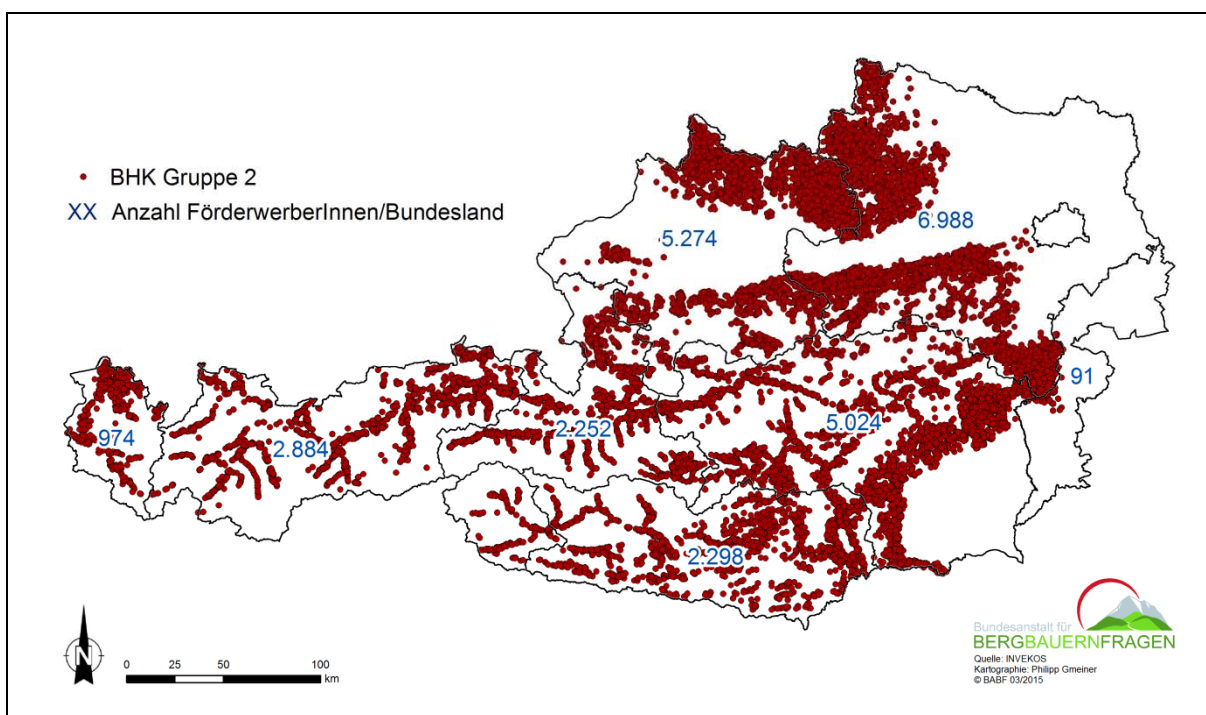 BHK Gruppe 2
XX Anzahl FörderwerberInnen/Bundesland
6.988
5.274
91
974
2.884
2.252
5.024
2.298
N
0 25 50 100
km
Bundesanstalt für
BERGBAUERNFRAGEN
Quelle: INVEKOS
Kartographie: Philipp Gmeiner
© BABF 03/2015